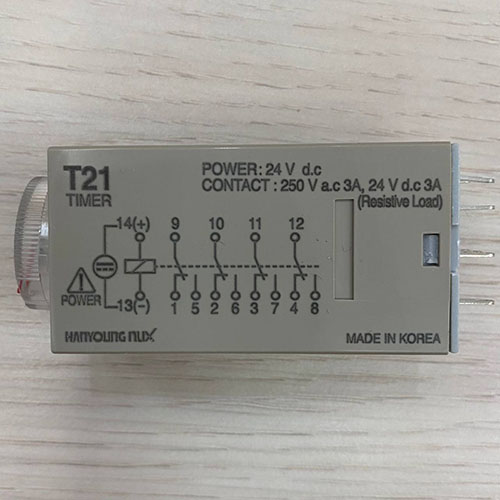 T21
TIMER
POWER: 24 V d.c
CONTACT : 250 V a.c 3A, 24 V d.c 3A
(Resistive Load)
14(+) 9 10 11 12
POWER
13(−) 1 5 2 6 3 7 4 8
HANYOUNG NUX
MADE IN KOREA